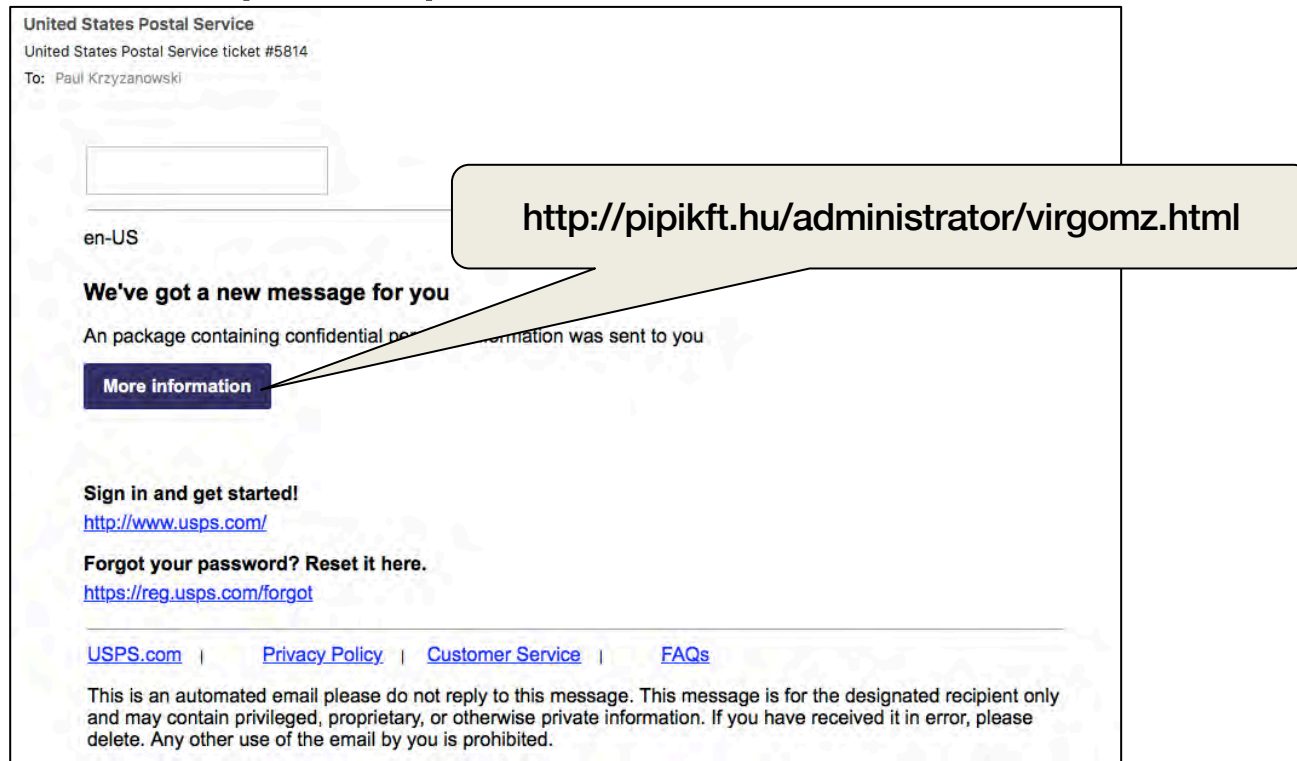 United States Postal Service
United States Postal Service ticket #5814
To: Paul Krzyzanowski
http://pipikft.hu/administrator/virgomz.html
en-US
We've got a new message for you
An package containing confidential was sent to you
More information
Sign in and get started!
http://www.usps.com/
Forgot your password? Reset it here.
https://reg.usps.com/forgot
USPS.com | Privacy Policy | Customer Service | FAQs
This is an automated email please do not reply to this message. This message is for the designated recipient only
and may contain privileged, proprietary, or otherwise private information. If you have received it in error, please
delete. Any other use of the email by you is prohibited.